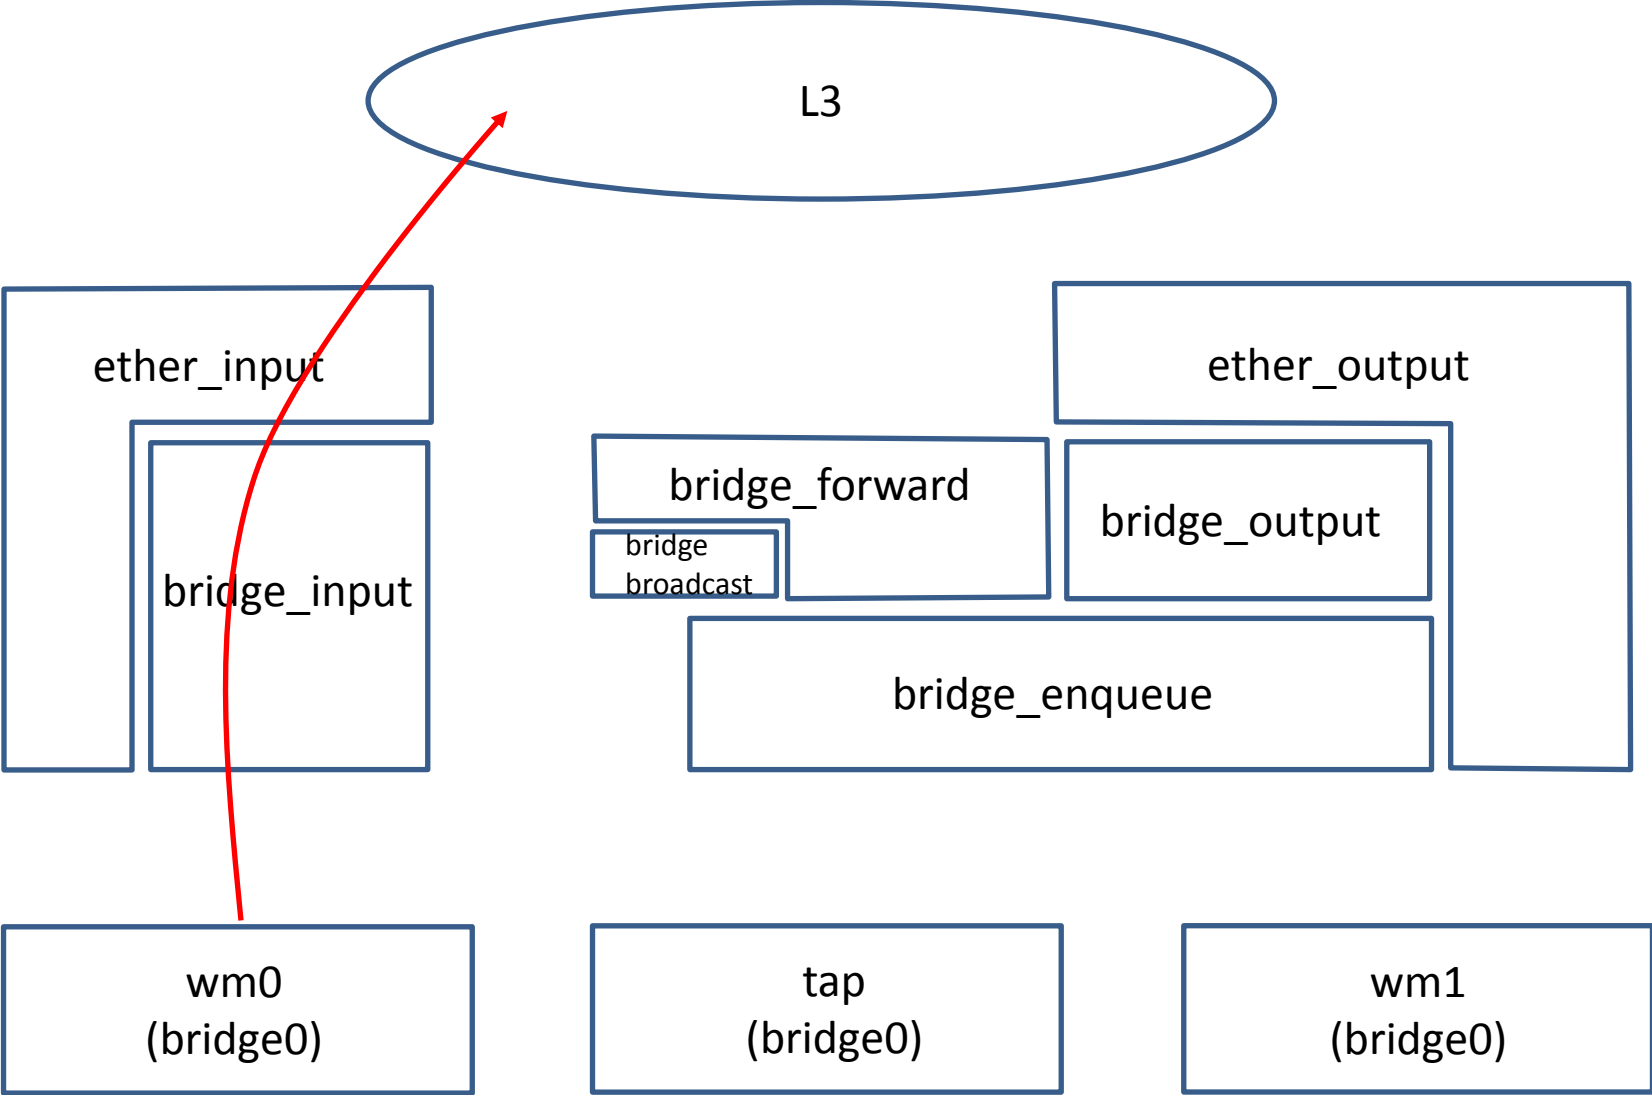 L3
ether_input
ether_output
bridge_forward
bridge_output
bridge
broadcast
bridge_input
bridge_enqueue
wm0
(bridge0)
tap
(bridge0)
wm1
(bridge0)